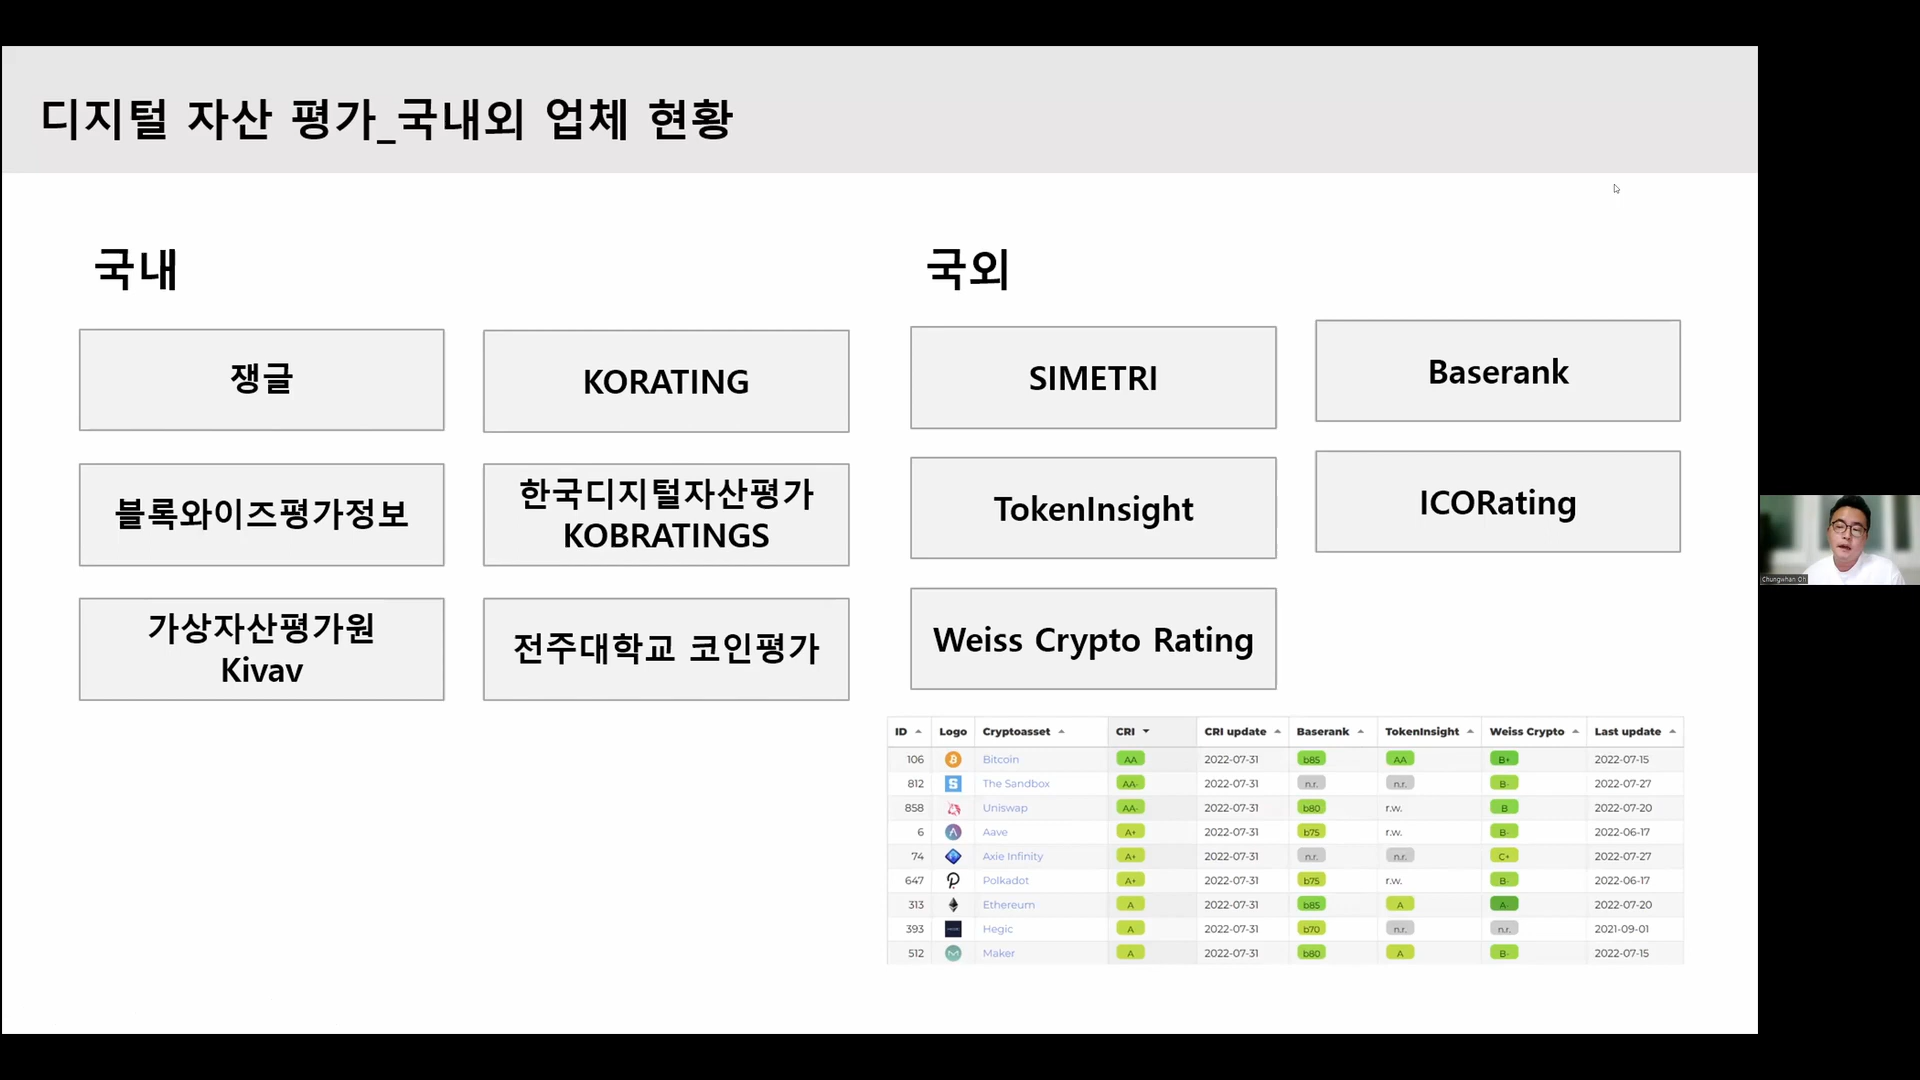 디지털 자산 평가_국내외 업체 현황
국내
쟁글
KORATING
블록와이즈평가정보
한국디지털자산평가
KOBRATINGS
가상자산평가원
Kivav
전주대학교 코인평가
국외
SIMETRI
Baserank
TokenInsight
ICORating
Weiss Crypto Rating
ID Logo Cryptoasset CRI CRI update Baserank TokenInsight Weiss Crypto Last update
106 Bitcoin AA 2022-07-31 b85 AA B+ 2022-07-15
812 The Sandbox AA- 2022-07-31 n.r. n.r. B- 2022-07-27
858 Uniswap AA- 2022-07-31 b80 r.w. B 2022-07-20
6 Aave A+ 2022-07-31 b75 r.w. B- 2022-06-17
74 Axie Infinity A+ 2022-07-31 n.r. n.r. C+ 2022-07-27
647 Polkadot A+ 2022-07-31 b75 r.w. B- 2022-06-17
313 Ethereum A 2022-07-31 b85 A A- 2022-07-20
393 Hegic A 2022-07-31 b70 n.r. n.r. 2021-09-01
512 Maker A 2022-07-31 b80 A B- 2022-07-15
Chungwhan Oh